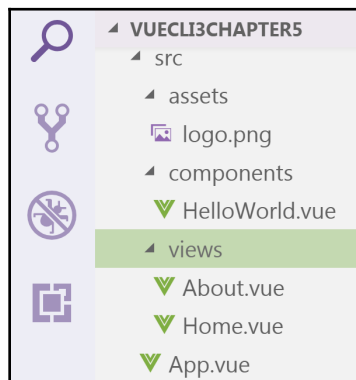 VUECLI3CHAPTER5
src
assets
logo.png
components
HelloWorld.vue
views
About.vue
Home.vue
App.vue